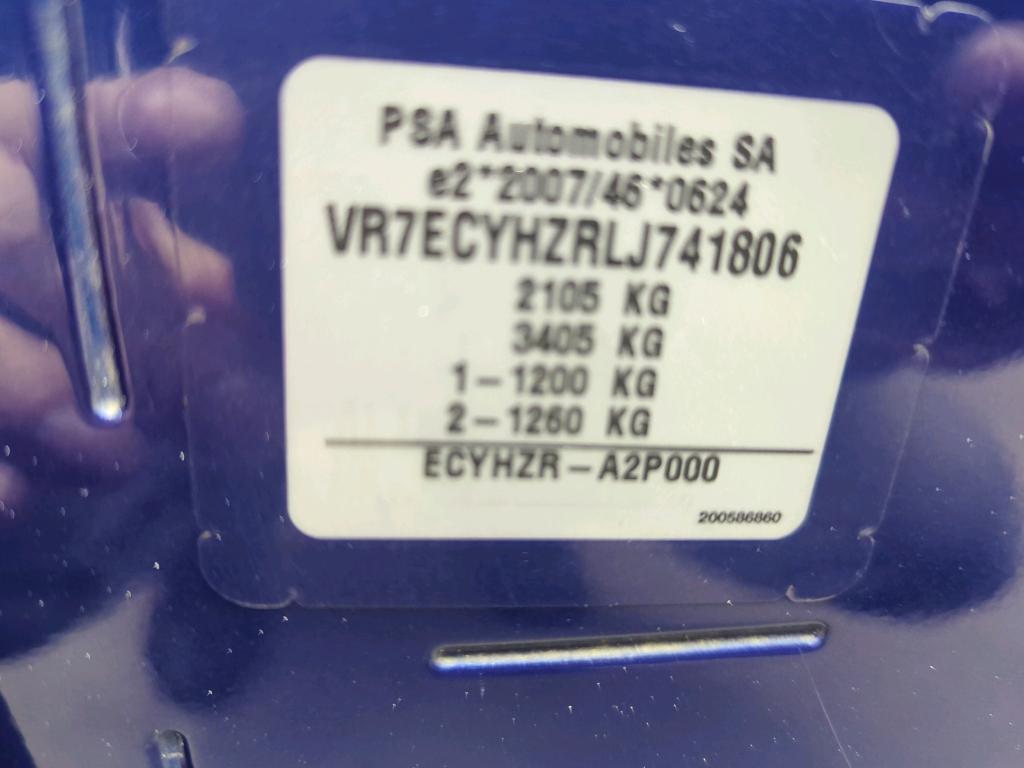 PSA Automobiles SA
e2*2007/46*0624
VR7ECYHZRLJ741806
2105 KG
3405 KG
1-1200 KG
2-1260 KG
ECYHZR-A2P000
200586860